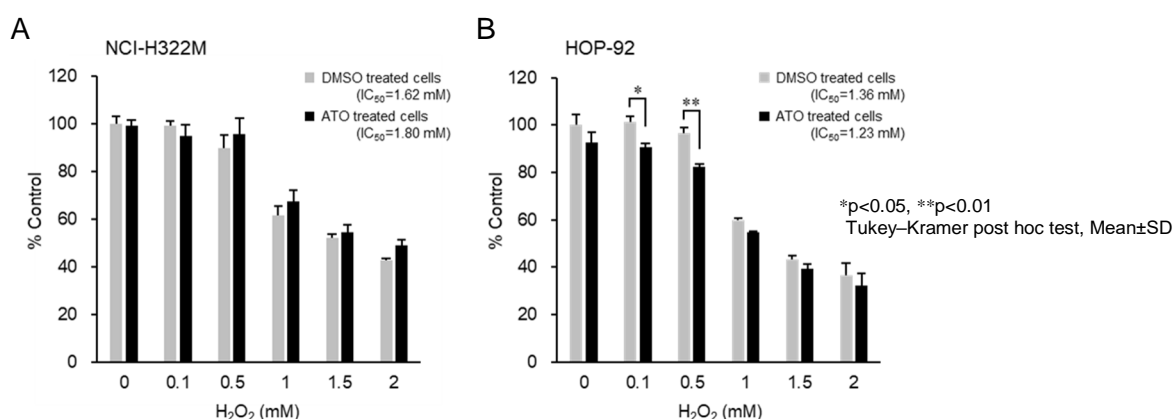 A
NCI-H322M
120
100
80
60
40
20
0
% Control
DMSO treated cells
(IC₅₀=1.62 mM)
ATO treated cells
(IC₅₀=1.80 mM)
0 0.1 0.5 1 1.5 2
H₂O₂ (mM)
B
HOP-92
120
100
80
60
40
20
0
% Control
DMSO treated cells
(IC₅₀=1.36 mM)
ATO treated cells
(IC₅₀=1.23 mM)
*
**
0 0.1 0.5 1 1.5 2
H₂O₂ (mM)
*p<0.05, **p<0.01
Tukey–Kramer post hoc test, Mean±SD